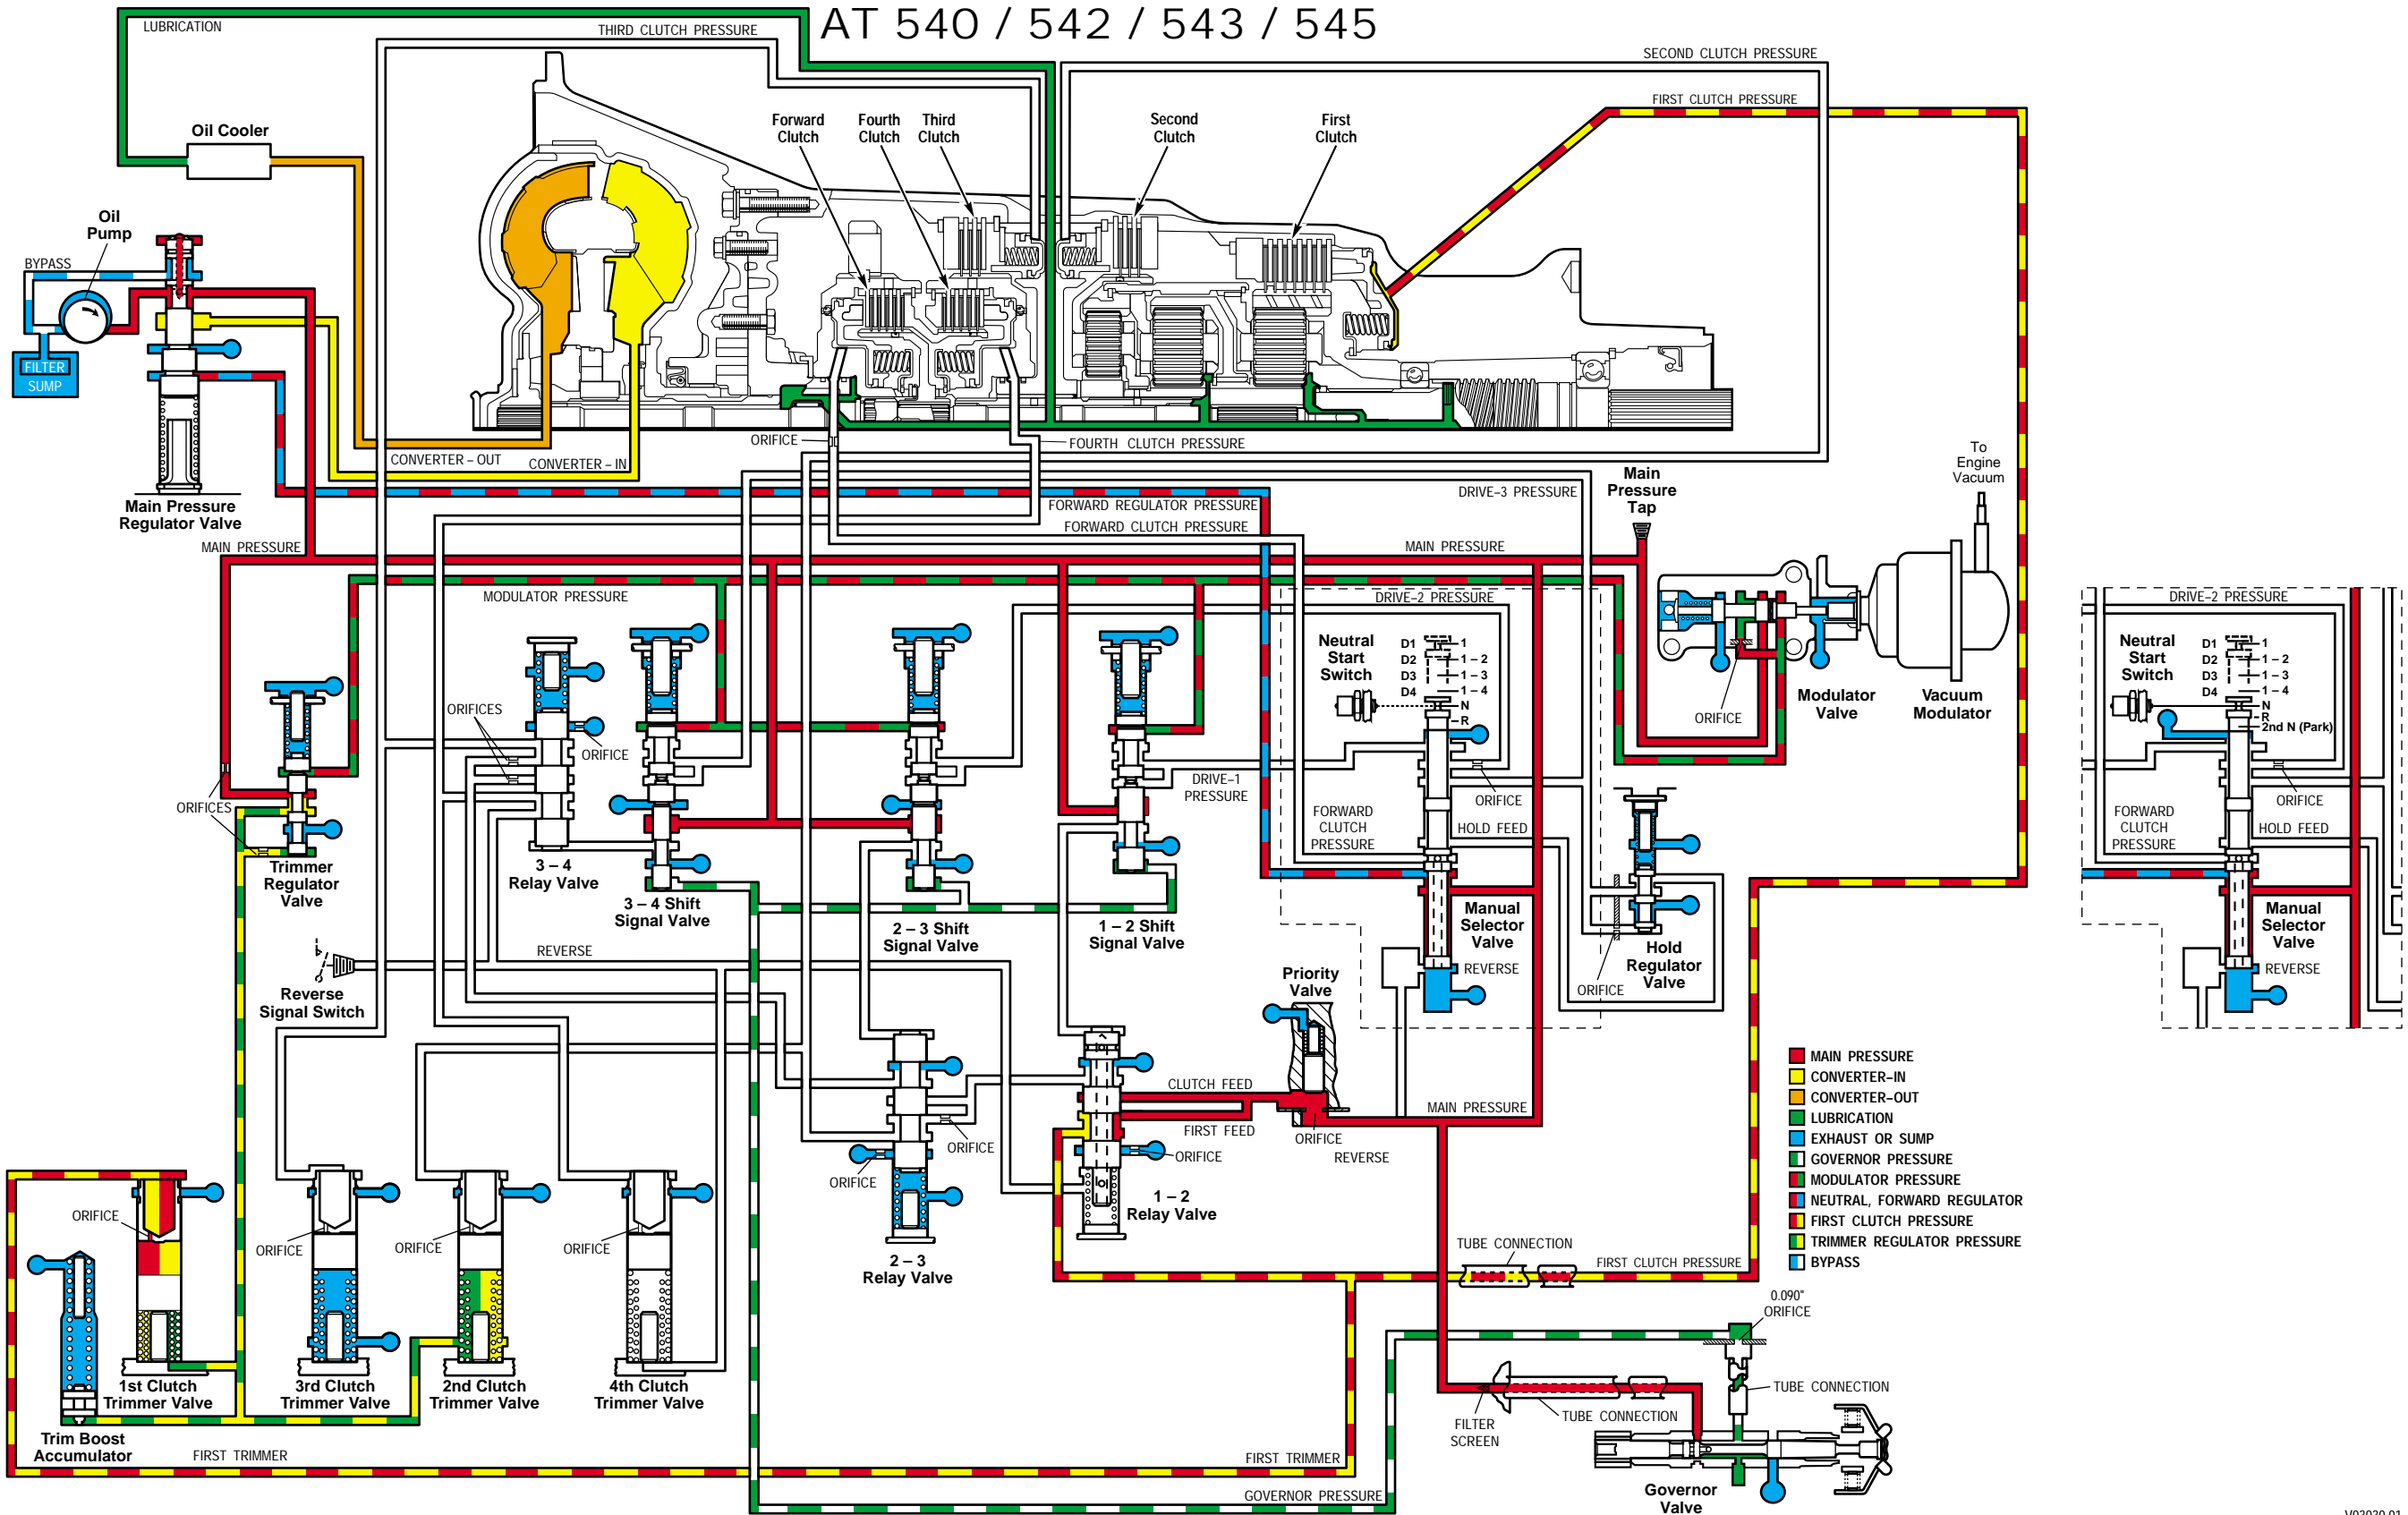 AT 540 / 542 / 543 / 545
LUBRICATION
THIRD CLUTCH PRESSURE
SECOND CLUTCH PRESSURE
FIRST CLUTCH PRESSURE
Oil Cooler
Forward
Clutch
Fourth
Clutch
Third
Clutch
Second
Clutch
First
Clutch
Oil
Pump
BYPASS
FILTER
SUMP
Main Pressure
Regulator Valve
CONVERTER – OUT
CONVERTER – IN
ORIFICE
FOURTH CLUTCH PRESSURE
FORWARD REGULATOR PRESSURE
FORWARD CLUTCH PRESSURE
DRIVE–3 PRESSURE
Main
Pressure
Tap
To
Engine
Vacuum
MAIN PRESSURE
MAIN PRESSURE
MODULATOR PRESSURE
DRIVE–2 PRESSURE
Neutral
Start
Switch
D1
D2
D3
D4
1
1 – 2
1 – 3
1 – 4
N
R
ORIFICE
Modulator
Valve
Vacuum
Modulator
DRIVE–2 PRESSURE
Neutral
Start
Switch
D1
D2
D3
D4
1
1 – 2
1 – 3
1 – 4
N
R
2nd N (Park)
ORIFICES
ORIFICE
DRIVE–1
PRESSURE
ORIFICE
ORIFICE
ORIFICES
FORWARD
CLUTCH
PRESSURE
HOLD FEED
FORWARD
CLUTCH
PRESSURE
HOLD FEED
Trimmer
Regulator
Valve
3 – 4
Relay Valve
3 – 4 Shift
Signal Valve
2 – 3 Shift
Signal Valve
1 – 2 Shift
Signal Valve
Manual
Selector
Valve
Manual
Selector
Valve
Hold
Regulator
Valve
ORIFICE
REVERSE
REVERSE
REVERSE
Reverse
Signal Switch
Priority
Valve
CLUTCH FEED
FIRST FEED
MAIN PRESSURE
ORIFICE
REVERSE
ORIFICE
ORIFICE
ORIFICE
1 – 2
Relay Valve
2 – 3
Relay Valve
MAIN PRESSURE
CONVERTER–IN
CONVERTER–OUT
LUBRICATION
EXHAUST OR SUMP
GOVERNOR PRESSURE
MODULATOR PRESSURE
NEUTRAL, FORWARD REGULATOR
FIRST CLUTCH PRESSURE
TRIMMER REGULATOR PRESSURE
BYPASS
ORIFICE
ORIFICE
ORIFICE
ORIFICE
TUBE CONNECTION
FIRST CLUTCH PRESSURE
0.090"
ORIFICE
1st Clutch
Trimmer Valve
3rd Clutch
Trimmer Valve
2nd Clutch
Trimmer Valve
4th Clutch
Trimmer Valve
Trim Boost
Accumulator
FIRST TRIMMER
FIRST TRIMMER
FILTER
SCREEN
TUBE CONNECTION
TUBE CONNECTION
GOVERNOR PRESSURE
Governor
Valve